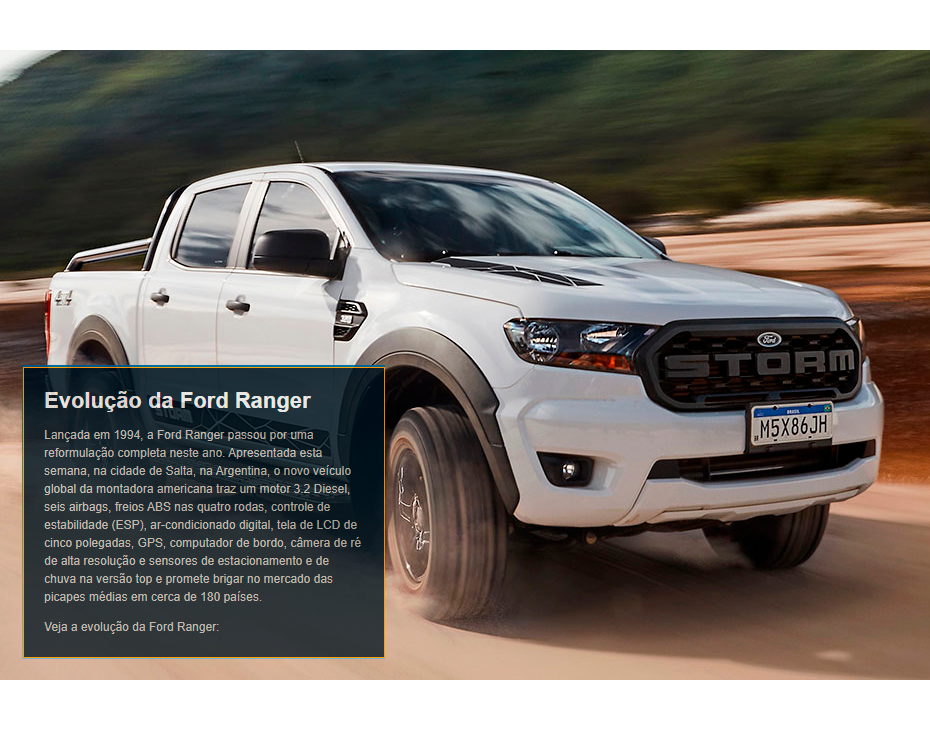 4x4
Ford
STORM
BRASIL
M5X86JH
Evolução da Ford Ranger
Lançada em 1994, a Ford Ranger passou por uma
reformulação completa neste ano. Apresentada esta
semana, na cidade de Salta, na Argentina, o novo veículo
global da montadora americana traz um motor 3.2 Diesel,
seis airbags, freios ABS nas quatro rodas, controle de
estabilidade (ESP), ar-condicionado digital, tela de LCD de
cinco polegadas, GPS, computador de bordo, câmera de ré
de alta resolução e sensores de estacionamento e de
chuva na versão top e promete brigar no mercado das
picapes médias em cerca de 180 países.
Veja a evolução da Ford Ranger: